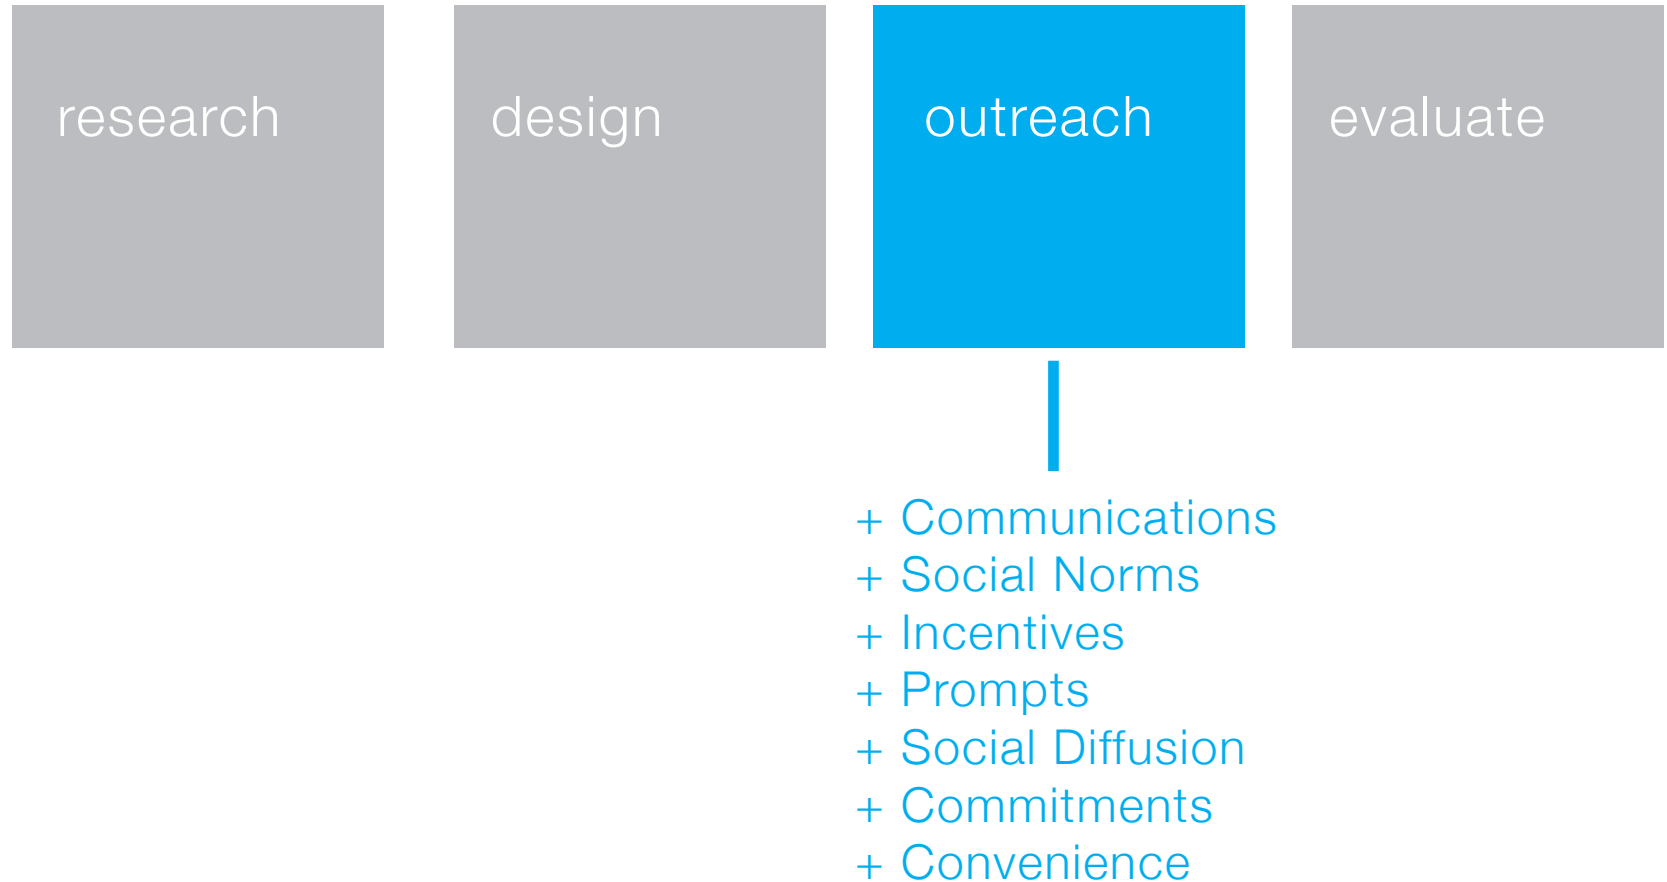 research
design
outreach
evaluate
+ Communications
+ Social Norms
+ Incentives
+ Prompts
+ Social Diffusion
+ Commitments
+ Convenience